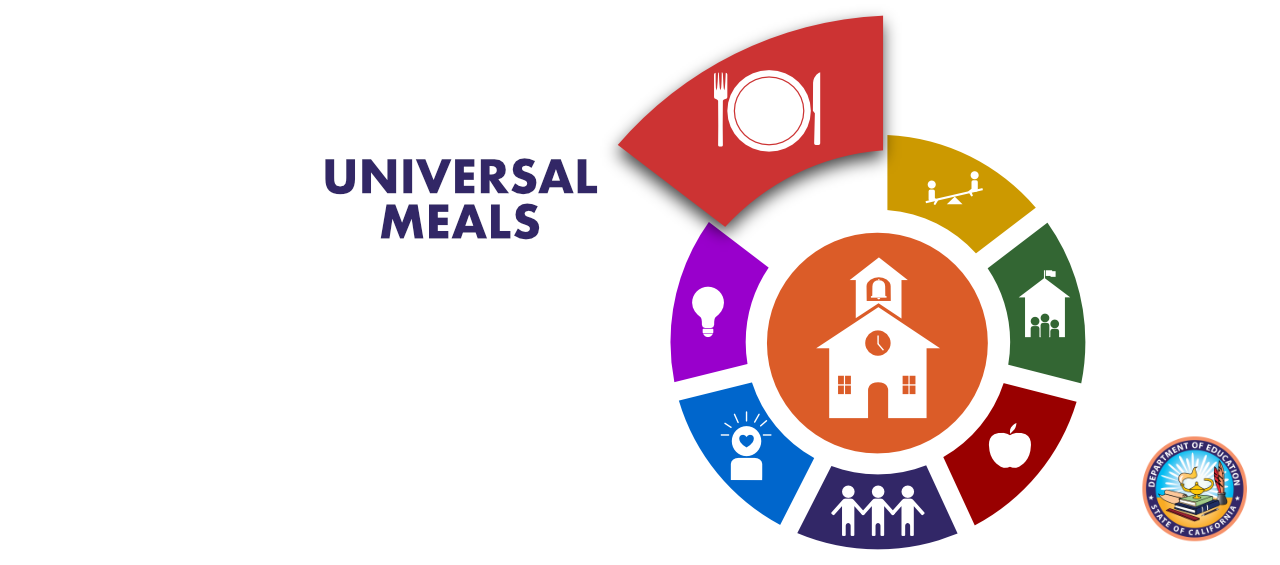 UNIVERSAL
MEALS
DEPARTMENT OF EDUCATION
STATE OF CALIFORNIA